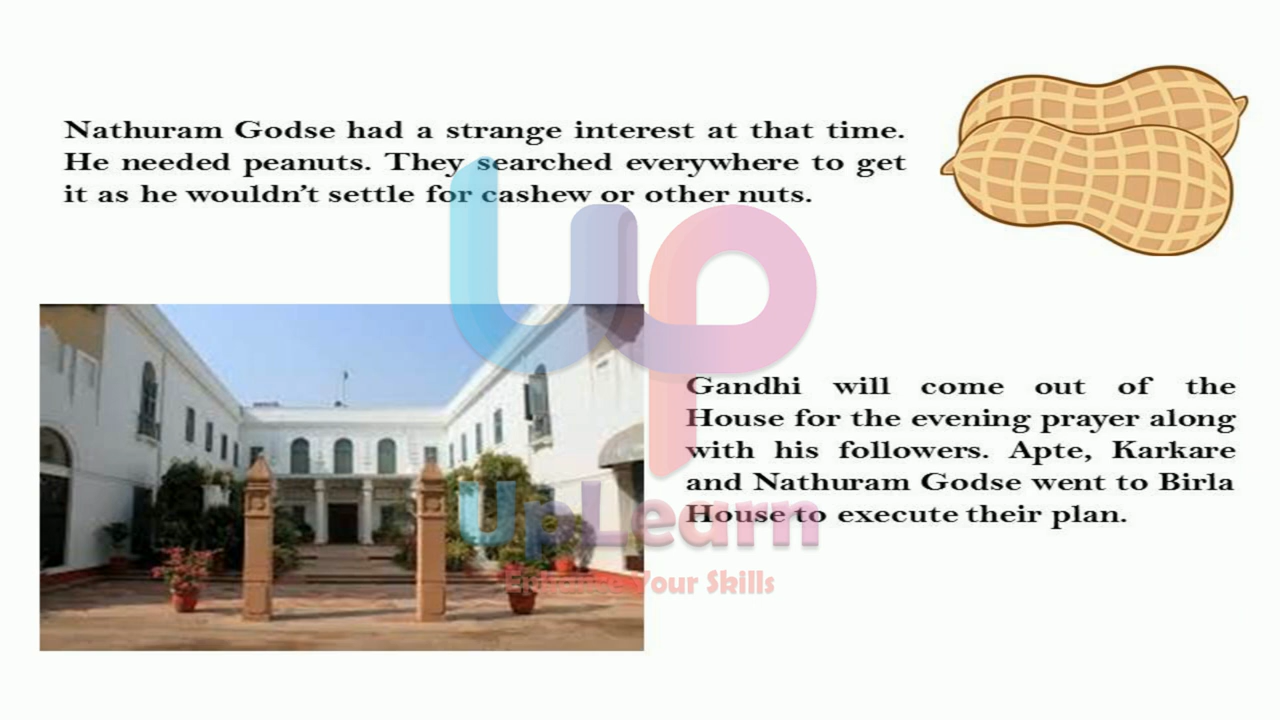 Nathuram Godse had a strange interest at that time.
He needed peanuts. They searched everywhere to get
it as he wouldn't settle for cashew or other nuts.
Gandhi will come out of the
House for the evening prayer along
with his followers. Apte, Karkare
and Nathuram Godse went to Birla
House to execute their plan.
UpLearn
Enhance Your Skills